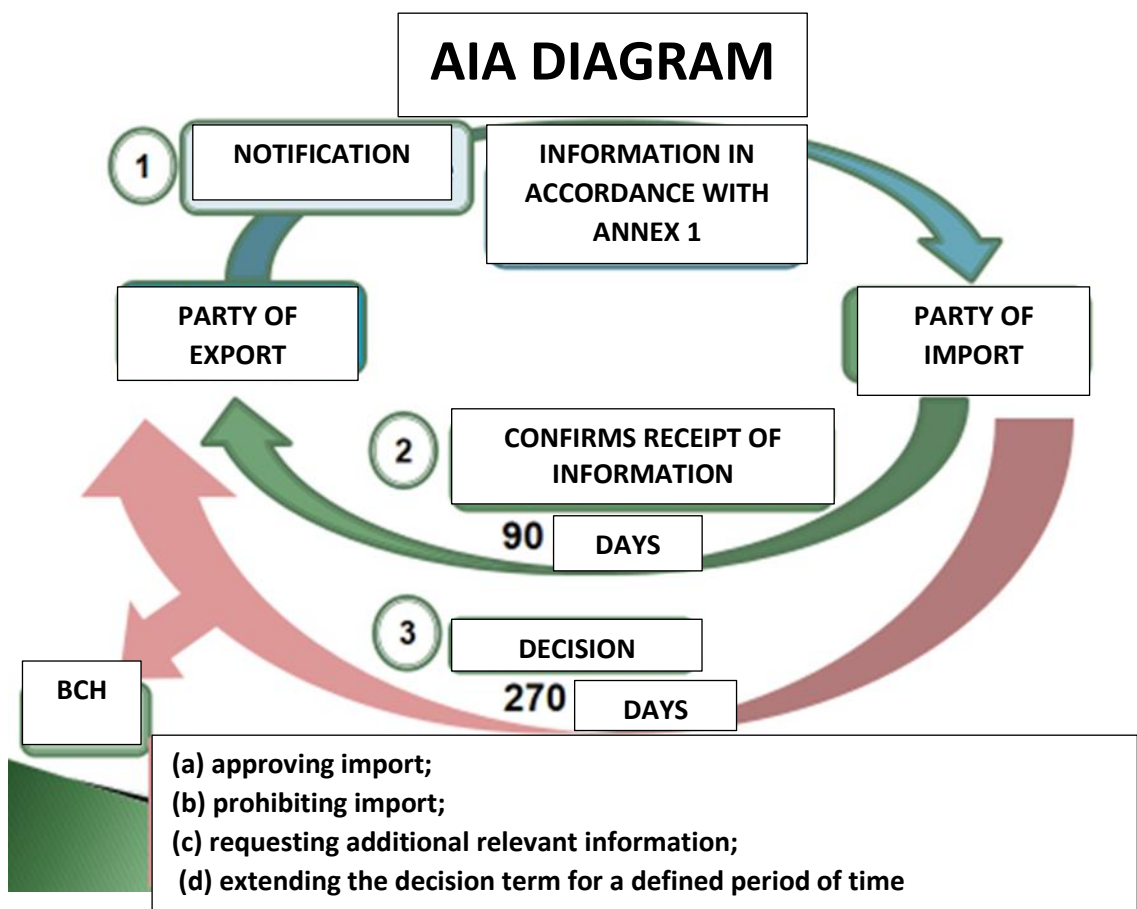 AIA DIAGRAM
1
NOTIFICATION
INFORMATION IN
ACCORDANCE WITH
ANNEX 1
PARTY OF
EXPORT
PARTY OF
IMPORT
2
CONFIRMS RECEIPT OF
INFORMATION
90 DAYS
3
DECISION
270 DAYS
BCH
(a) approving import;
(b) prohibiting import;
(c) requesting additional relevant information;
(d) extending the decision term for a defined period of time